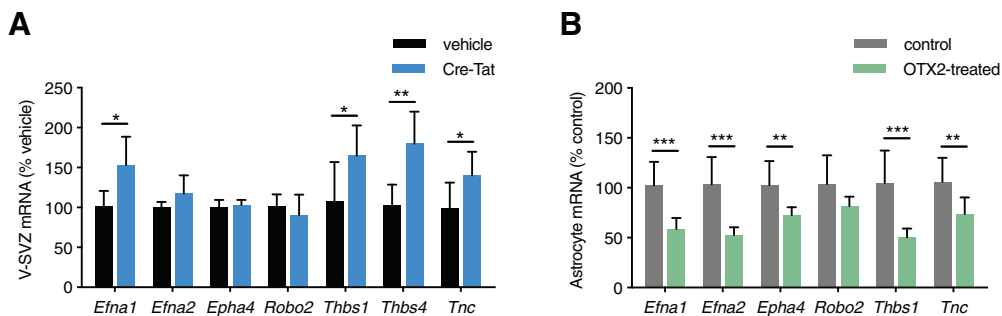 A
vehicle
Cre-Tat
V-SVZ mRNA (% vehicle)
250
200
150
100
50
0
*
*
**
*
Efna1 Efna2 Epha4 Robo2 Thbs1 Thbs4 Tnc
B
control
OTX2-treated
Astrocyte mRNA (% control)
200
150
100
50
0
***
***
**
***
**
Efna1 Efna2 Epha4 Robo2 Thbs1 Tnc